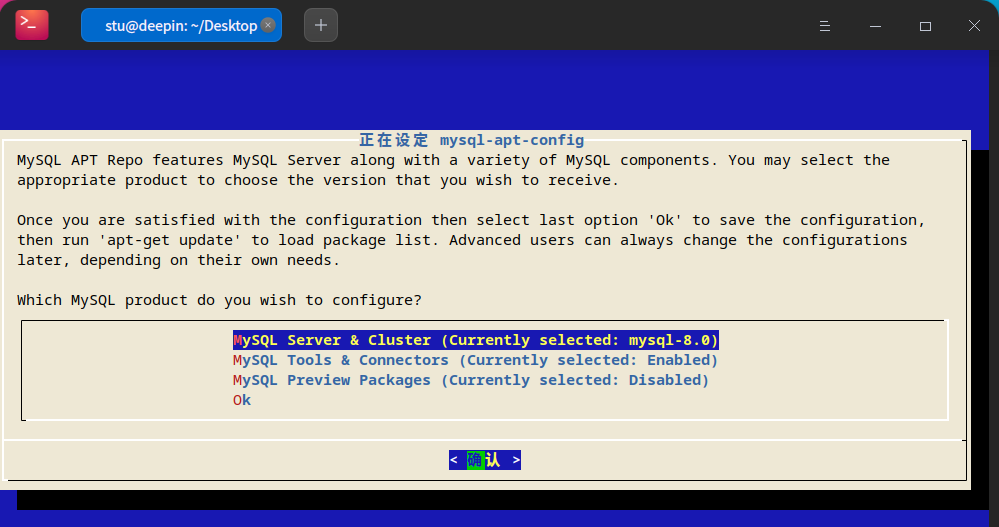 >_
stu@deepin: ~/Desktop
正在设定 mysql-apt-config
MySQL APT Repo features MySQL Server along with a variety of MySQL components. You may select the
appropriate product to choose the version that you wish to receive.
Once you are satisfied with the configuration then select last option 'Ok' to save the configuration,
then run 'apt-get update' to load package list. Advanced users can always change the configurations
later, depending on their own needs.
Which MySQL product do you wish to configure?
MySQL Server & Cluster (Currently selected: mysql-8.0)
MySQL Tools & Connectors (Currently selected: Enabled)
MySQL Preview Packages (Currently selected: Disabled)
Ok
< 确认 >